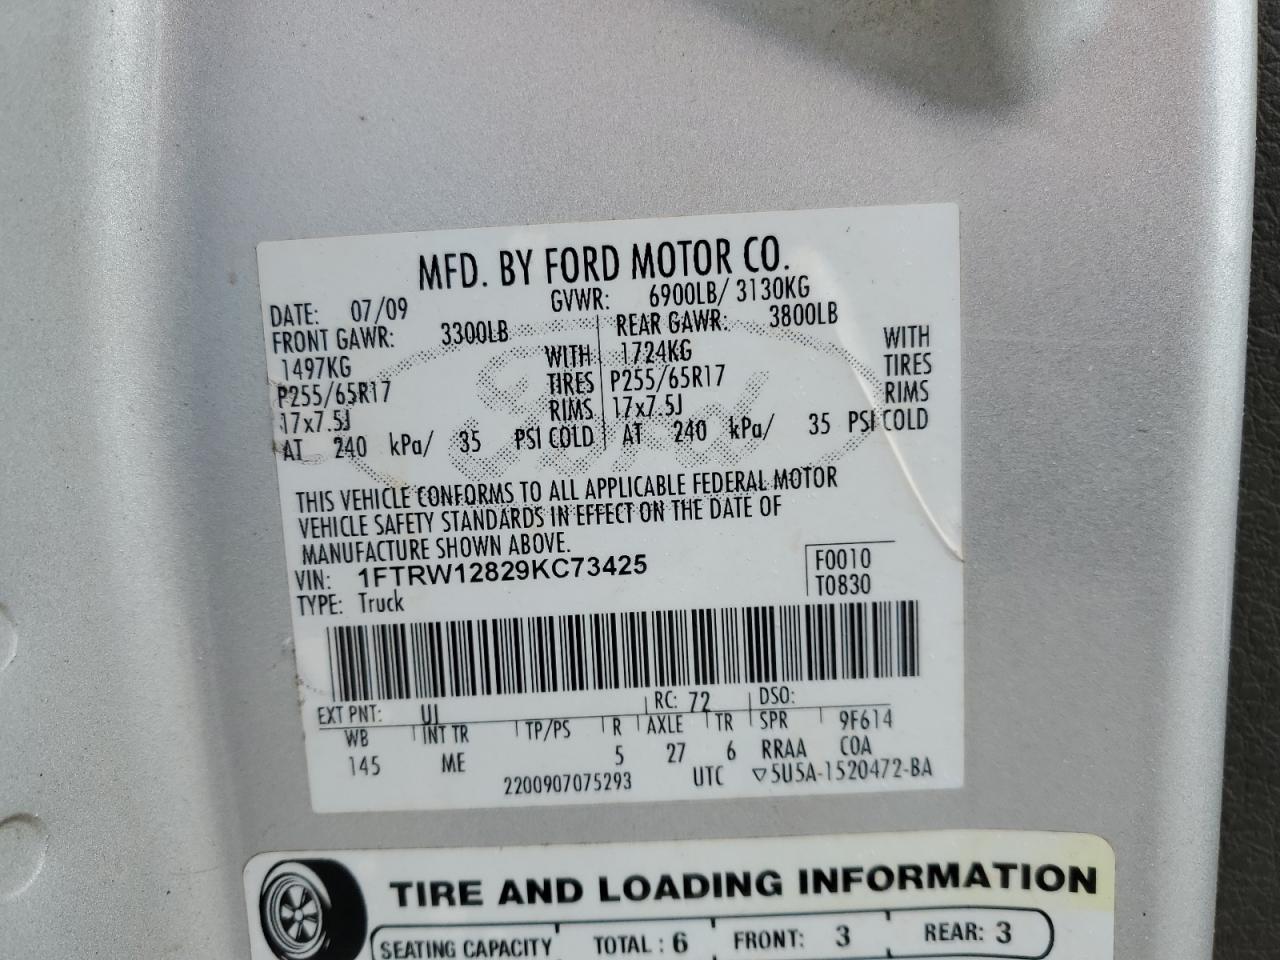 MFD. BY FORD MOTOR CO.
DATE: 07/09 GVWR: 6900LB/ 3130KG
FRONT GAWR: 3300LB REAR GAWR: 3800LB
1497KG WITH 1724KG WITH
P255/65R17 TIRES P255/65R17 TIRES
17x7.5J RIMS 17x7.5J RIMS
AT 240 kPa/ 35 PSI COLD AT 240 kPa/ 35 PSI COLD
THIS VEHICLE CONFORMS TO ALL APPLICABLE FEDERAL MOTOR
VEHICLE SAFETY STANDARDS IN EFFECT ON THE DATE OF
MANUFACTURE SHOWN ABOVE.
VIN: 1FTRW12829KC73425 F0010
TYPE: Truck T0830
EXT PNT: UI RC: 72 DSO:
WB INT TR TP/PS R AXLE TR SPR 9F614
145 ME 5 27 6 RRAA COA
2200907075293 UTC ▽5U5A-1520472-BA
TIRE AND LOADING INFORMATION
SEATING CAPACITY TOTAL : 6 FRONT: 3 REAR: 3